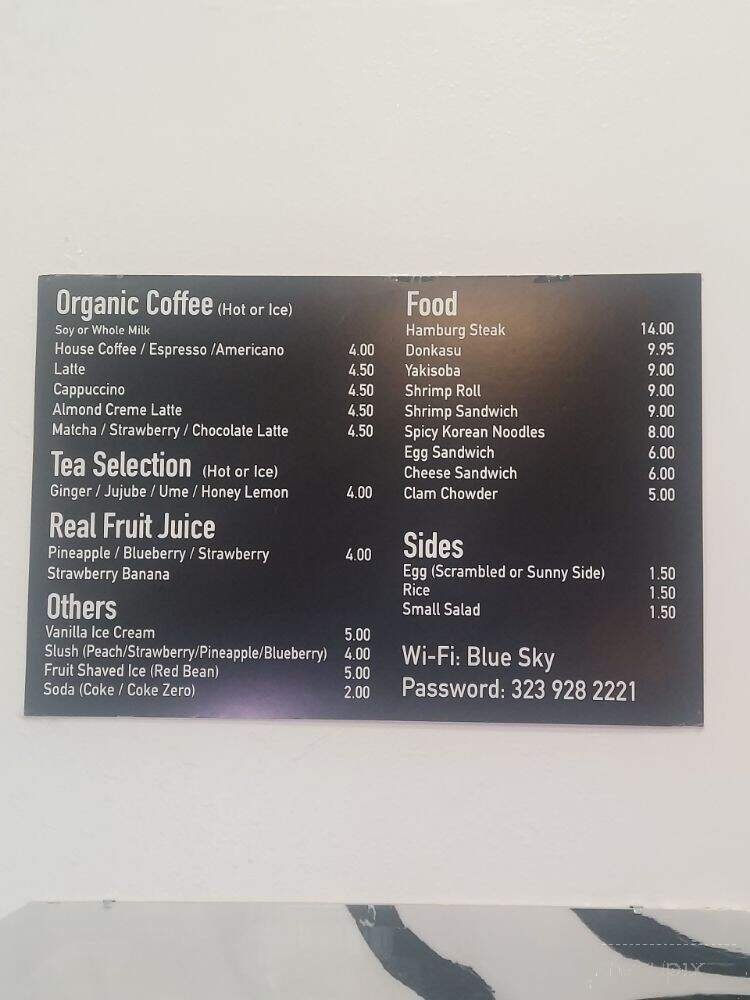 Organic Coffee (Hot or Ice)
Soy or Whole Milk
House Coffee / Espresso /Americano 4.00
Latte 4.50
Cappuccino 4.50
Almond Creme Latte 4.50
Matcha / Strawberry / Chocolate Latte 4.50
Tea Selection (Hot or Ice)
Ginger / Jujube / Ume / Honey Lemon 4.00
Real Fruit Juice
Pineapple / Blueberry / Strawberry 4.00
Strawberry Banana
Others
Vanilla Ice Cream 5.00
Slush (Peach/Strawberry/Pineapple/Blueberry) 4.00
Fruit Shaved Ice (Red Bean) 5.00
Soda (Coke / Coke Zero) 2.00
Food
Hamburg Steak 14.00
Donkasu 9.95
Yakisoba 9.00
Shrimp Roll 9.00
Shrimp Sandwich 9.00
Spicy Korean Noodles 8.00
Egg Sandwich 6.00
Cheese Sandwich 6.00
Clam Chowder 5.00
Sides
Egg (Scrambled or Sunny Side) 1.50
Rice 1.50
Small Salad 1.50
Wi-Fi: Blue Sky
Password: 323 928 2221